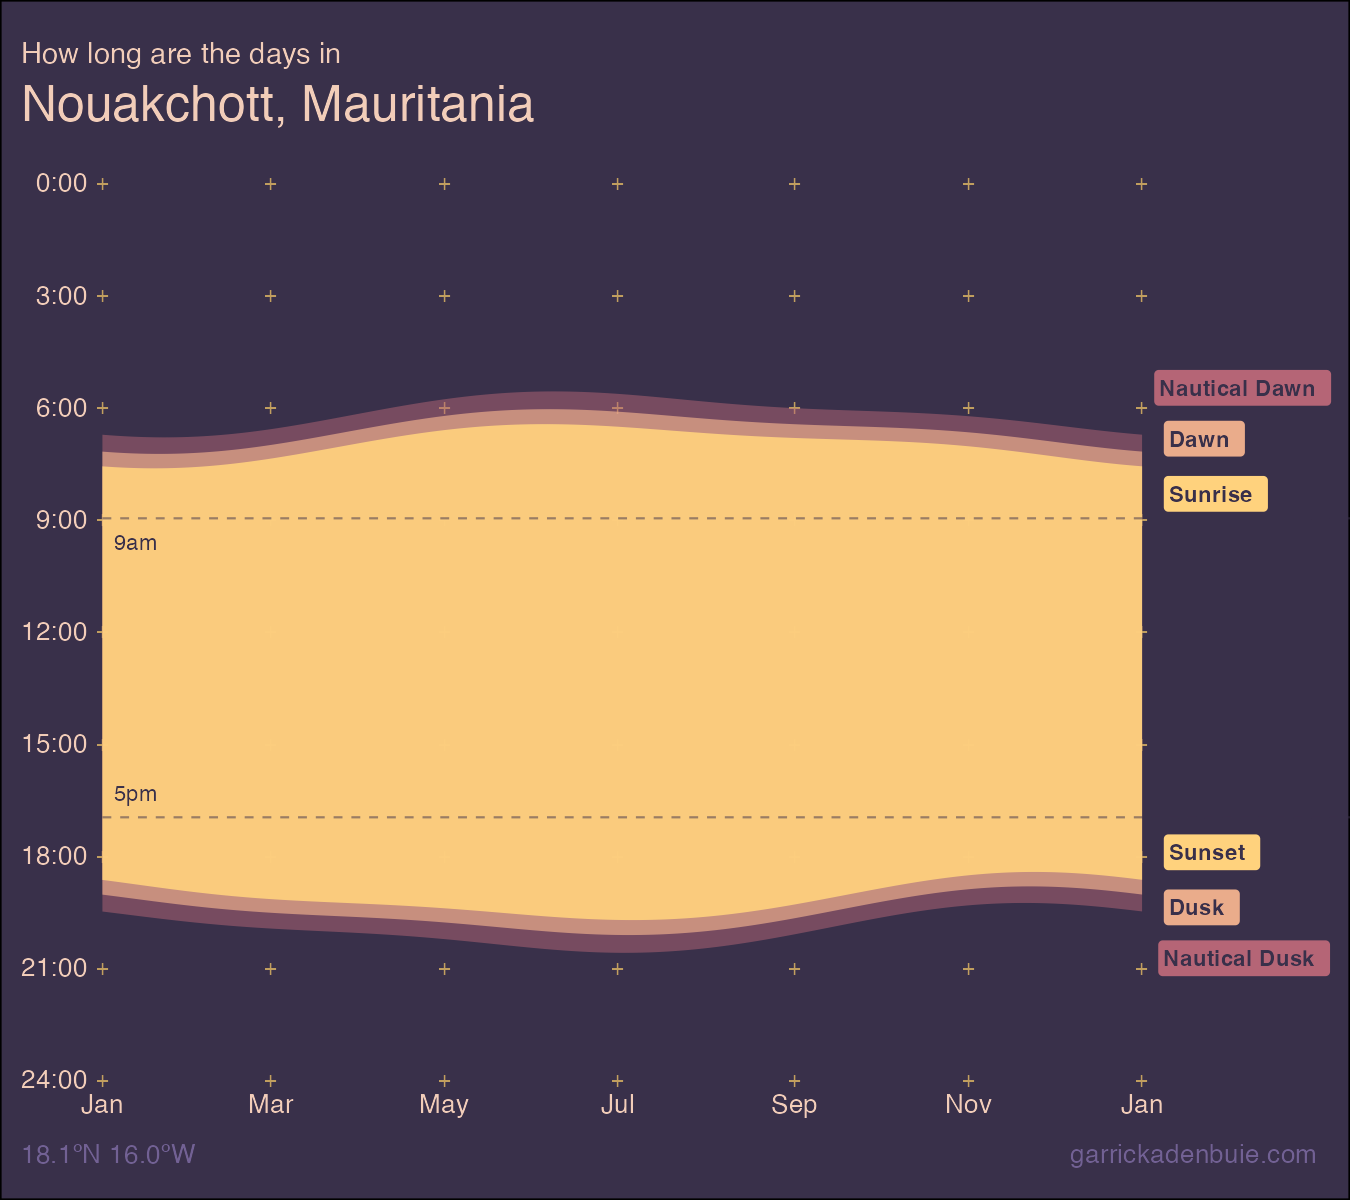 How long are the days in
Nouakchott, Mauritania
0:00
3:00
6:00
9:00
12:00
15:00
18:00
21:00
24:00
9am
5pm
Nautical Dawn
Dawn
Sunrise
Sunset
Dusk
Nautical Dusk
Jan Mar May Jul Sep Nov Jan
18.1°N 16.0°W
garrickadenbuie.com